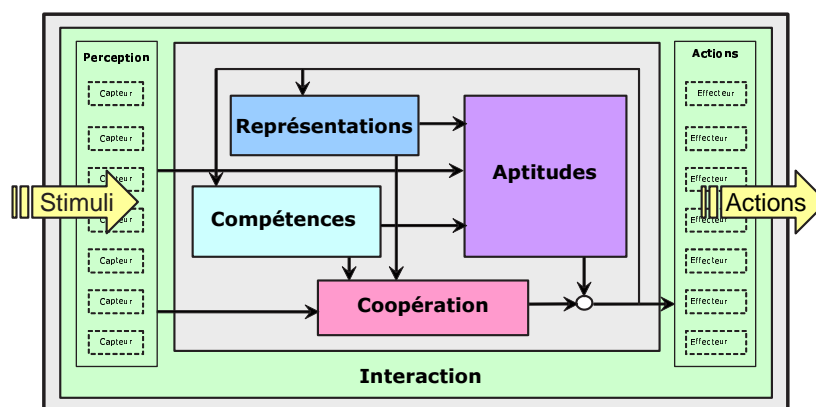 Perception
Capteur
Capteur
Capteur
Capteur
Capteur
Capteur
Capteur
Stimuli
Représentations
Compétences
Aptitudes
Coopération
Interaction
Actions
Effecteur
Effecteur
Effecteur
Effecteur
Effecteur
Effecteur
Effecteur
Actions